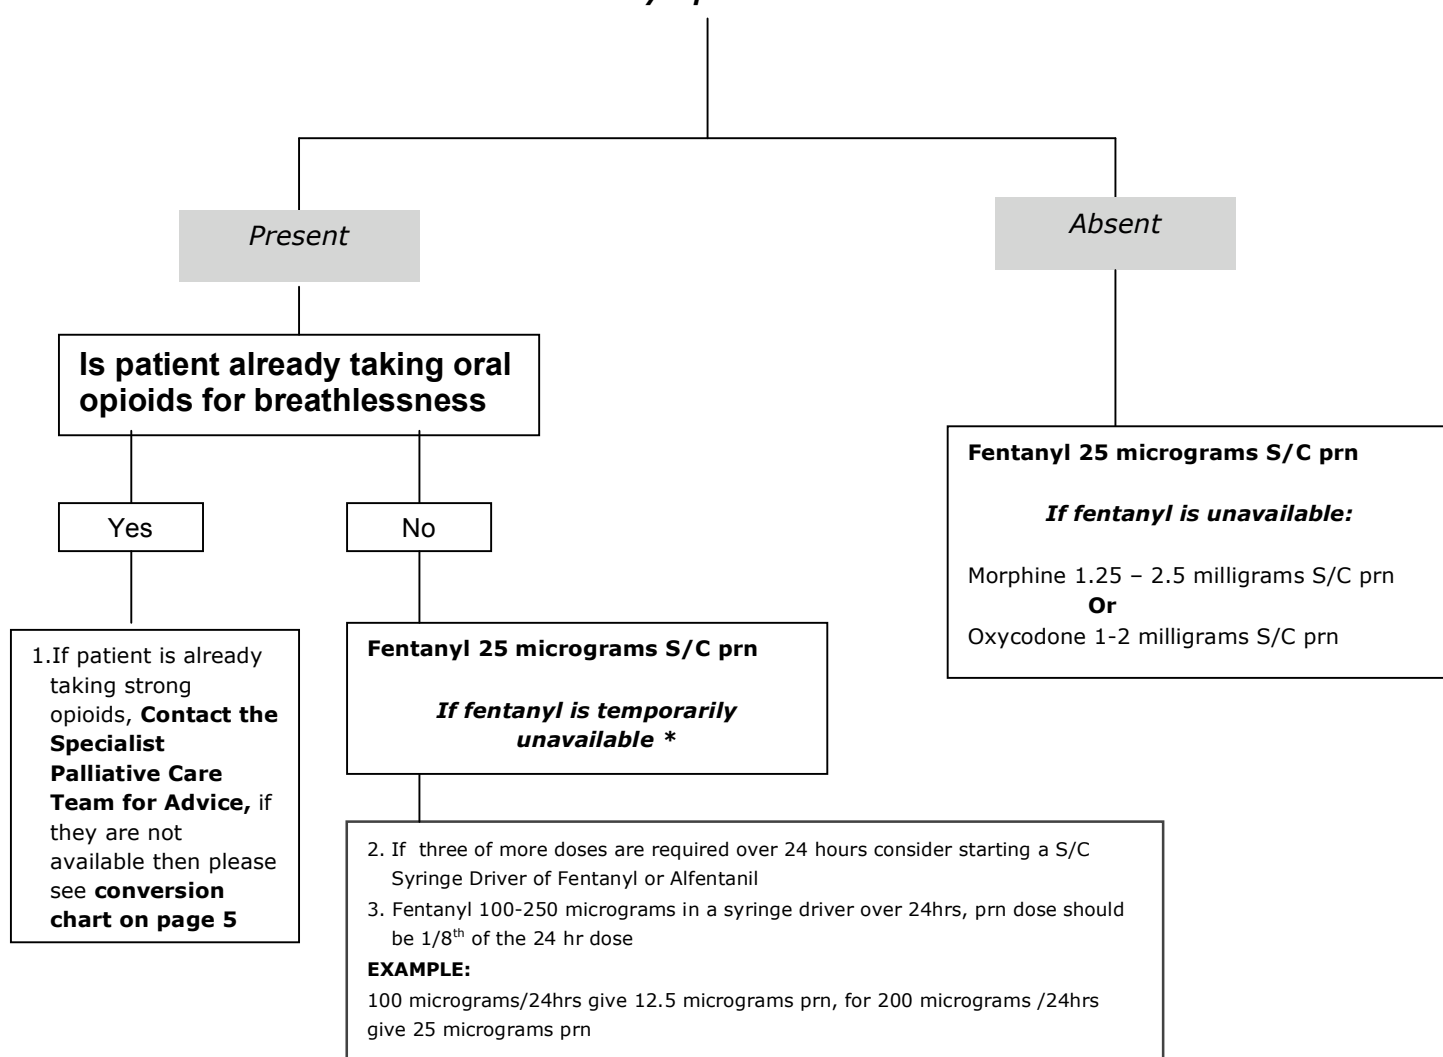 Present
Absent
Is patient already taking oral
opioids for breathlessness
Yes
No
1.If patient is already
taking strong
opioids, Contact the
Specialist
Palliative Care
Team for Advice, if
they are not
available then please
see conversion
chart on page 5
Fentanyl 25 micrograms S/C prn
If fentanyl is temporarily
unavailable *
2. If three of more doses are required over 24 hours consider starting a S/C
Syringe Driver of Fentanyl or Alfentanil
3. Fentanyl 100-250 micrograms in a syringe driver over 24hrs, prn dose should
be 1/8th of the 24 hr dose
EXAMPLE:
100 micrograms/24hrs give 12.5 micrograms prn, for 200 micrograms /24hrs
give 25 micrograms prn
Fentanyl 25 micrograms S/C prn
If fentanyl is unavailable:
Morphine 1.25 – 2.5 milligrams S/C prn
Or
Oxycodone 1-2 milligrams S/C prn